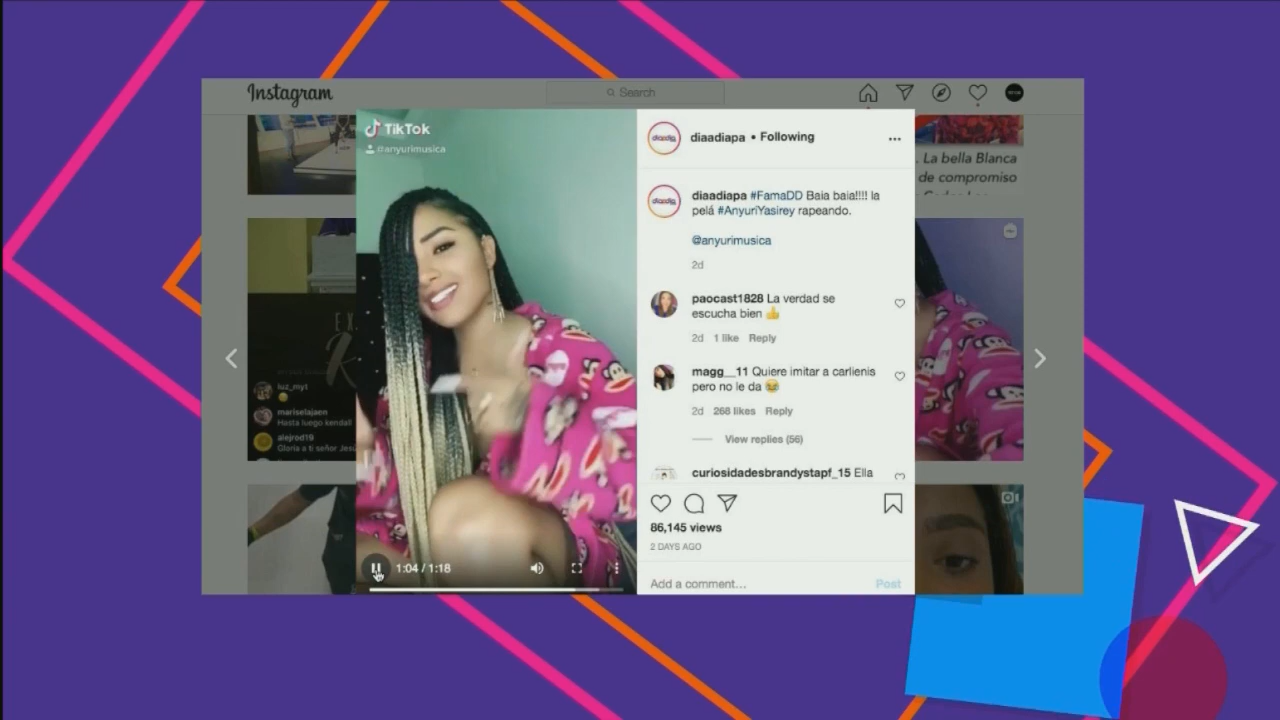 Instagram
Search
TikTok
@anyurimusica
diaadiapa • Following
. La bella Blanca
de compromiso
diaadiapa #FamaDD Baia baia!!!! la
pelá #AnyuriYasirey rapeando.
@anyurimusica
2d
paocast1828 La verdad se
escucha bien 👍
2d 1 like Reply
magg__11 Quiere imitar a carlienis
pero no le da 😂
2d 268 likes Reply
View replies (56)
curiosidadesbrandystapf_15 Ella
luz_my1
mariselajaen
Hasta luego kendall
alejrod19
Gloria a ti señor Jesú
86,145 views
2 DAYS AGO
1:04 / 1:18
Add a comment...
Post